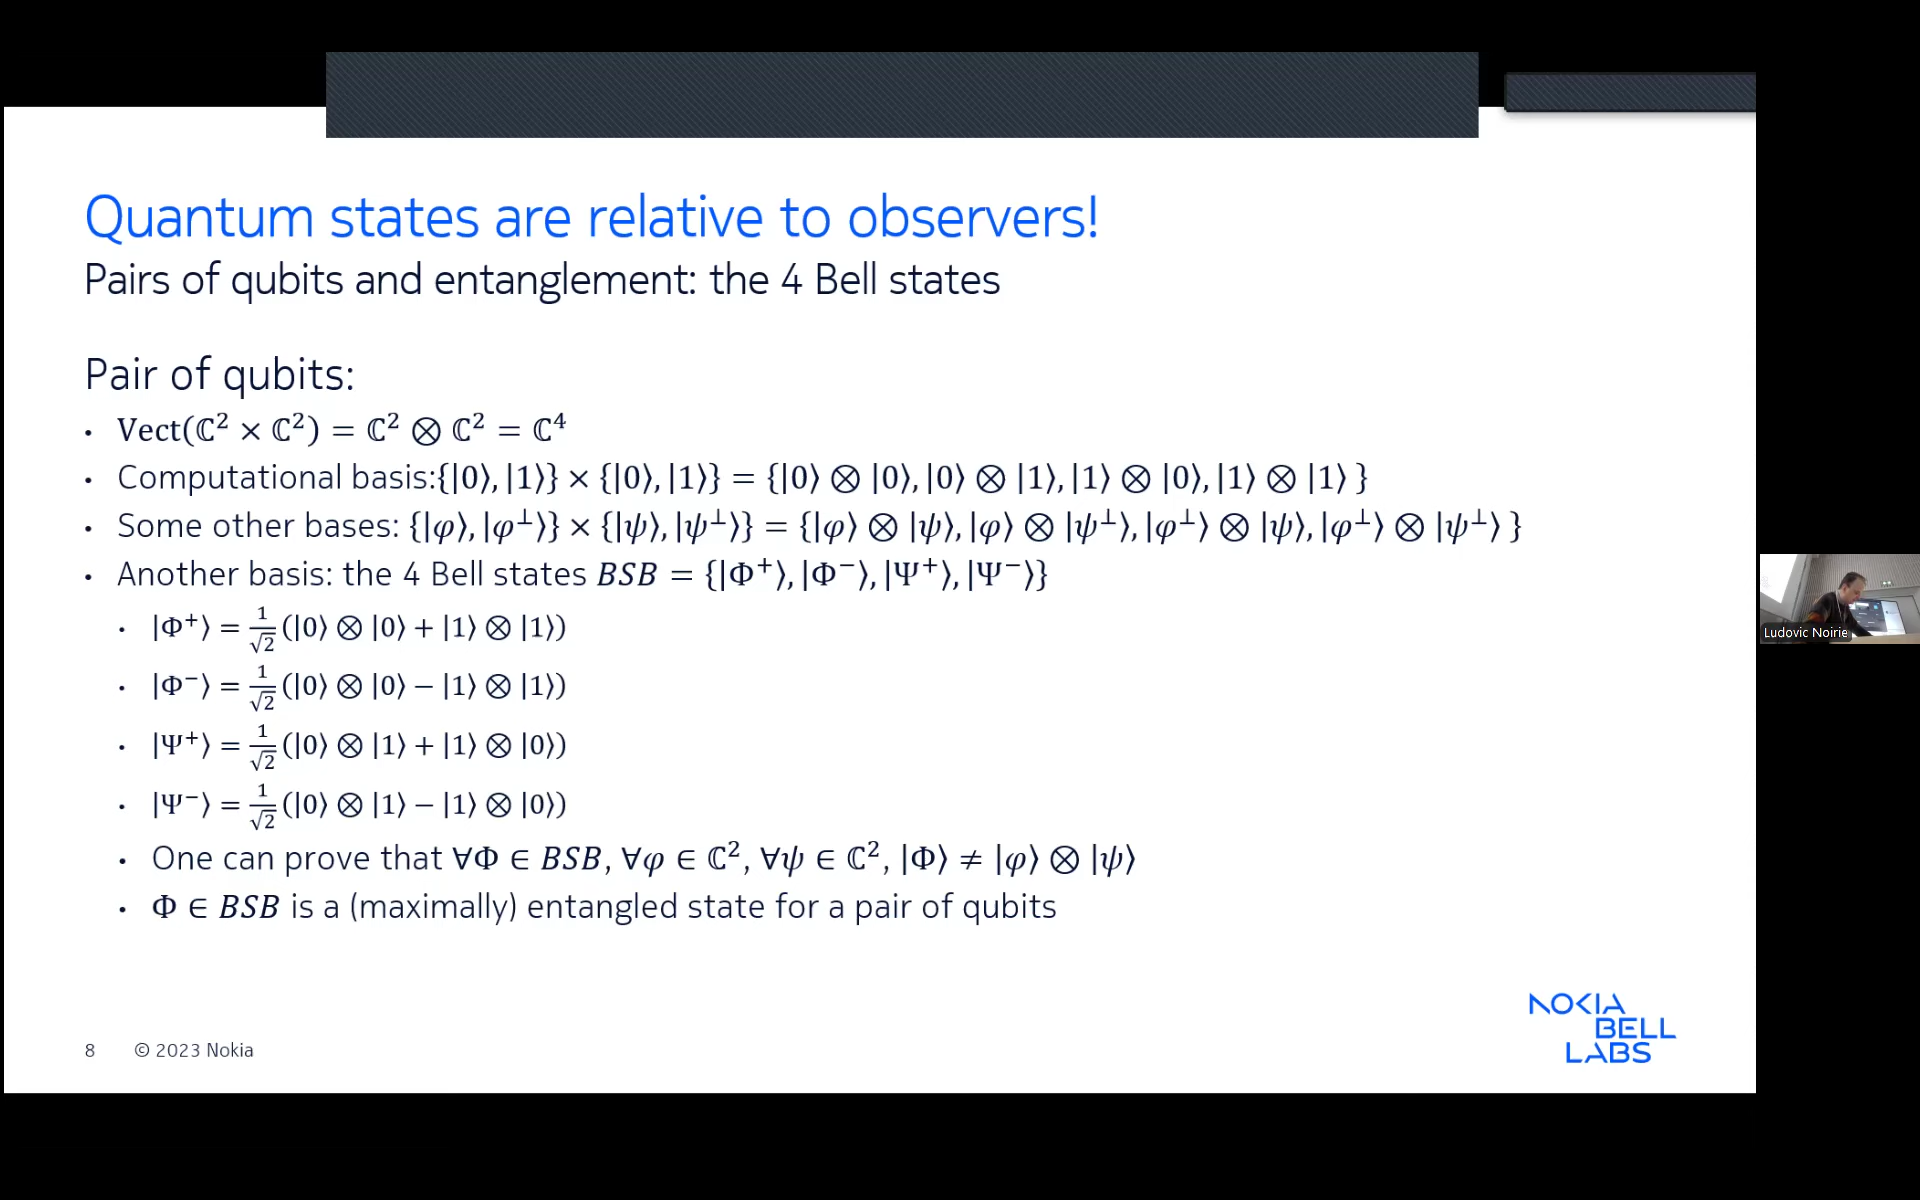 Quantum states are relative to observers!
Pairs of qubits and entanglement: the 4 Bell states
Pair of qubits:
• Vect(ℂ² × ℂ²) = ℂ² ⊗ ℂ² = ℂ⁴
• Computational basis:{|0⟩, |1⟩} × {|0⟩, |1⟩} = {|0⟩ ⊗ |0⟩, |0⟩ ⊗ |1⟩, |1⟩ ⊗ |0⟩, |1⟩ ⊗ |1⟩ }
• Some other bases: {|φ⟩, |φ⊥⟩} × {|ψ⟩, |ψ⊥⟩} = {|φ⟩ ⊗ |ψ⟩, |φ⟩ ⊗ |ψ⊥⟩, |φ⊥⟩ ⊗ |ψ⟩, |φ⊥⟩ ⊗ |ψ⊥⟩ }
• Another basis: the 4 Bell states BSB = {|Φ⁺⟩, |Φ⁻⟩, |Ψ⁺⟩, |Ψ⁻⟩}
• |Φ⁺⟩ = 1/√2 (|0⟩ ⊗ |0⟩ + |1⟩ ⊗ |1⟩)
• |Φ⁻⟩ = 1/√2 (|0⟩ ⊗ |0⟩ − |1⟩ ⊗ |1⟩)
• |Ψ⁺⟩ = 1/√2 (|0⟩ ⊗ |1⟩ + |1⟩ ⊗ |0⟩)
• |Ψ⁻⟩ = 1/√2 (|0⟩ ⊗ |1⟩ − |1⟩ ⊗ |0⟩)
• One can prove that ∀Φ ∈ BSB, ∀φ ∈ ℂ², ∀ψ ∈ ℂ², |Φ⟩ ≠ |φ⟩ ⊗ |ψ⟩
• Φ ∈ BSB is a (maximally) entangled state for a pair of qubits
8 © 2023 Nokia
NOKIA
BELL
LABS
Ludovic Noirie